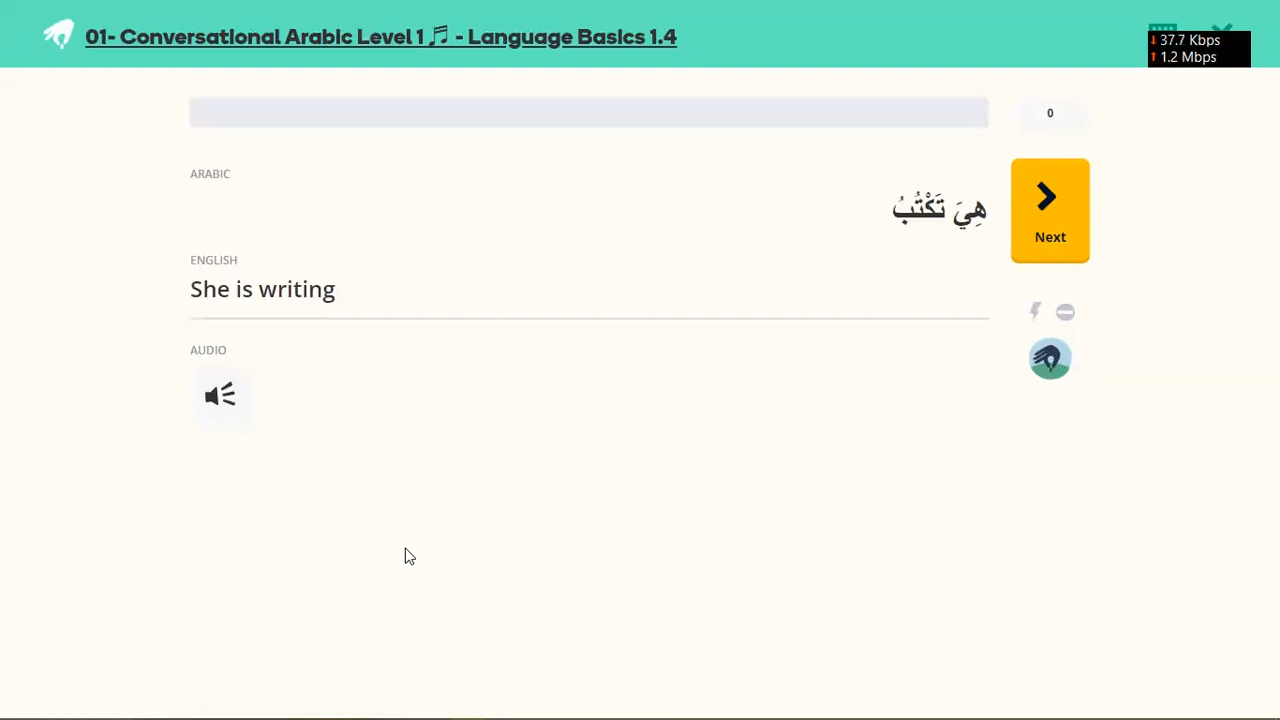 01- Conversational Arabic Level 1 🎵 - Language Basics 1.4
37.7 Kbps
1.2 Mbps
0
ARABIC
هِيَ تَكْتُبُ
Next
ENGLISH
She is writing
AUDIO